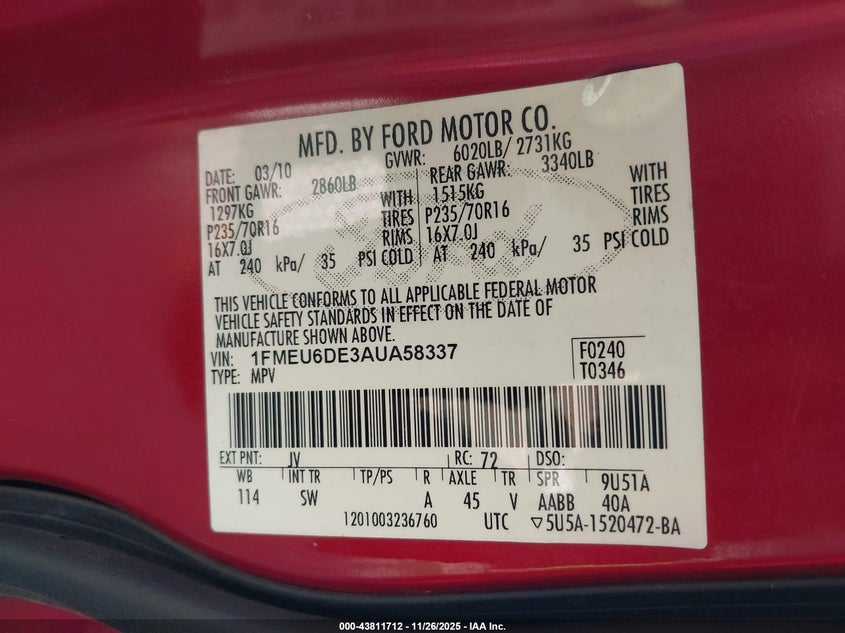 MFD. BY FORD MOTOR CO.
DATE: 03/10 GVWR: 6020LB/ 2731KG
FRONT GAWR: 2860LB REAR GAWR: 3340LB
1297KG WITH 1515KG WITH
P235/70R16 TIRES P235/70R16 TIRES
16X7.0J RIMS 16X7.0J RIMS
AT 240 kPa/ 35 PSI COLD AT 240 kPa/ 35 PSI COLD
THIS VEHICLE CONFORMS TO ALL APPLICABLE FEDERAL MOTOR
VEHICLE SAFETY STANDARDS IN EFFECT ON THE DATE OF
MANUFACTURE SHOWN ABOVE.
VIN: 1FMEU6DE3AUA58337 F0240
TYPE: MPV T0346
EXT PNT: JV RC: 72 DSO:
WB INT TR TP/PS R AXLE TR SPR 9U51A
114 SW A 45 V AABB 40A
1201003236760 UTC ▽5U5A-1520472-BA
000-43811712 - 11/26/2025 - IAA Inc.